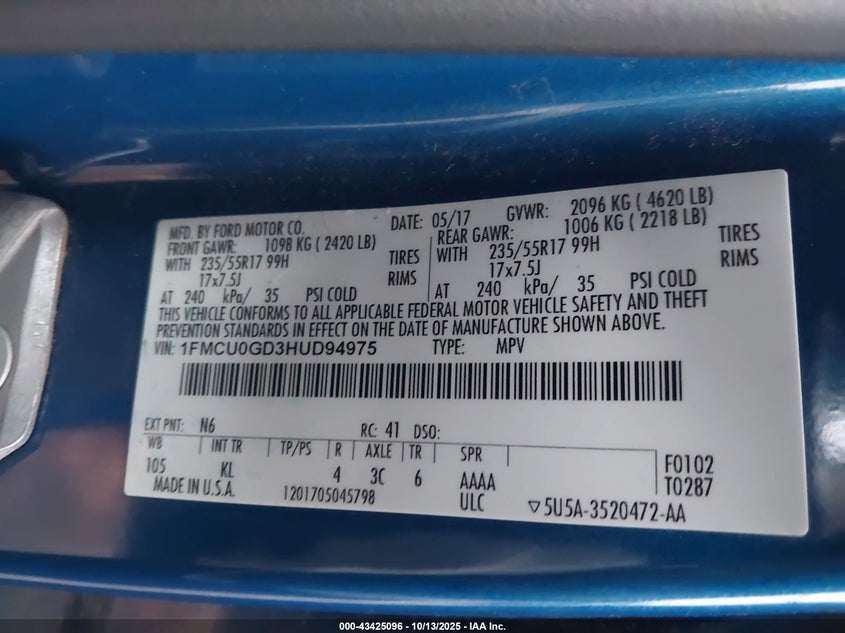 MFD. BY FORD MOTOR CO. DATE: 05/17 GVWR: 2096 KG ( 4620 LB)
FRONT GAWR: 1098 KG ( 2420 LB) REAR GAWR: 1006 KG ( 2218 LB)
WITH 235/55R17 99H TIRES WITH 235/55R17 99H TIRES
17x7.5J RIMS 17x7.5J RIMS
AT 240 kPa/ 35 PSI COLD AT 240 kPa/ 35 PSI COLD
THIS VEHICLE CONFORMS TO ALL APPLICABLE FEDERAL MOTOR VEHICLE SAFETY AND THEFT
PREVENTION STANDARDS IN EFFECT ON THE DATE OF MANUFACTURE SHOWN ABOVE.
VIN: 1FMCU0GD3HUD94975 TYPE: MPV
EXT PNT: N6 RC: 41 DSO:
WB INT TR TP/PS R AXLE TR SPR
105 KL 4 3C 6 AAAA F0102
MADE IN U.S.A. 1201705045798 ULC T0287
▽5U5A-3520472-AA
000-43425096 - 10/13/2025 - IAA Inc.